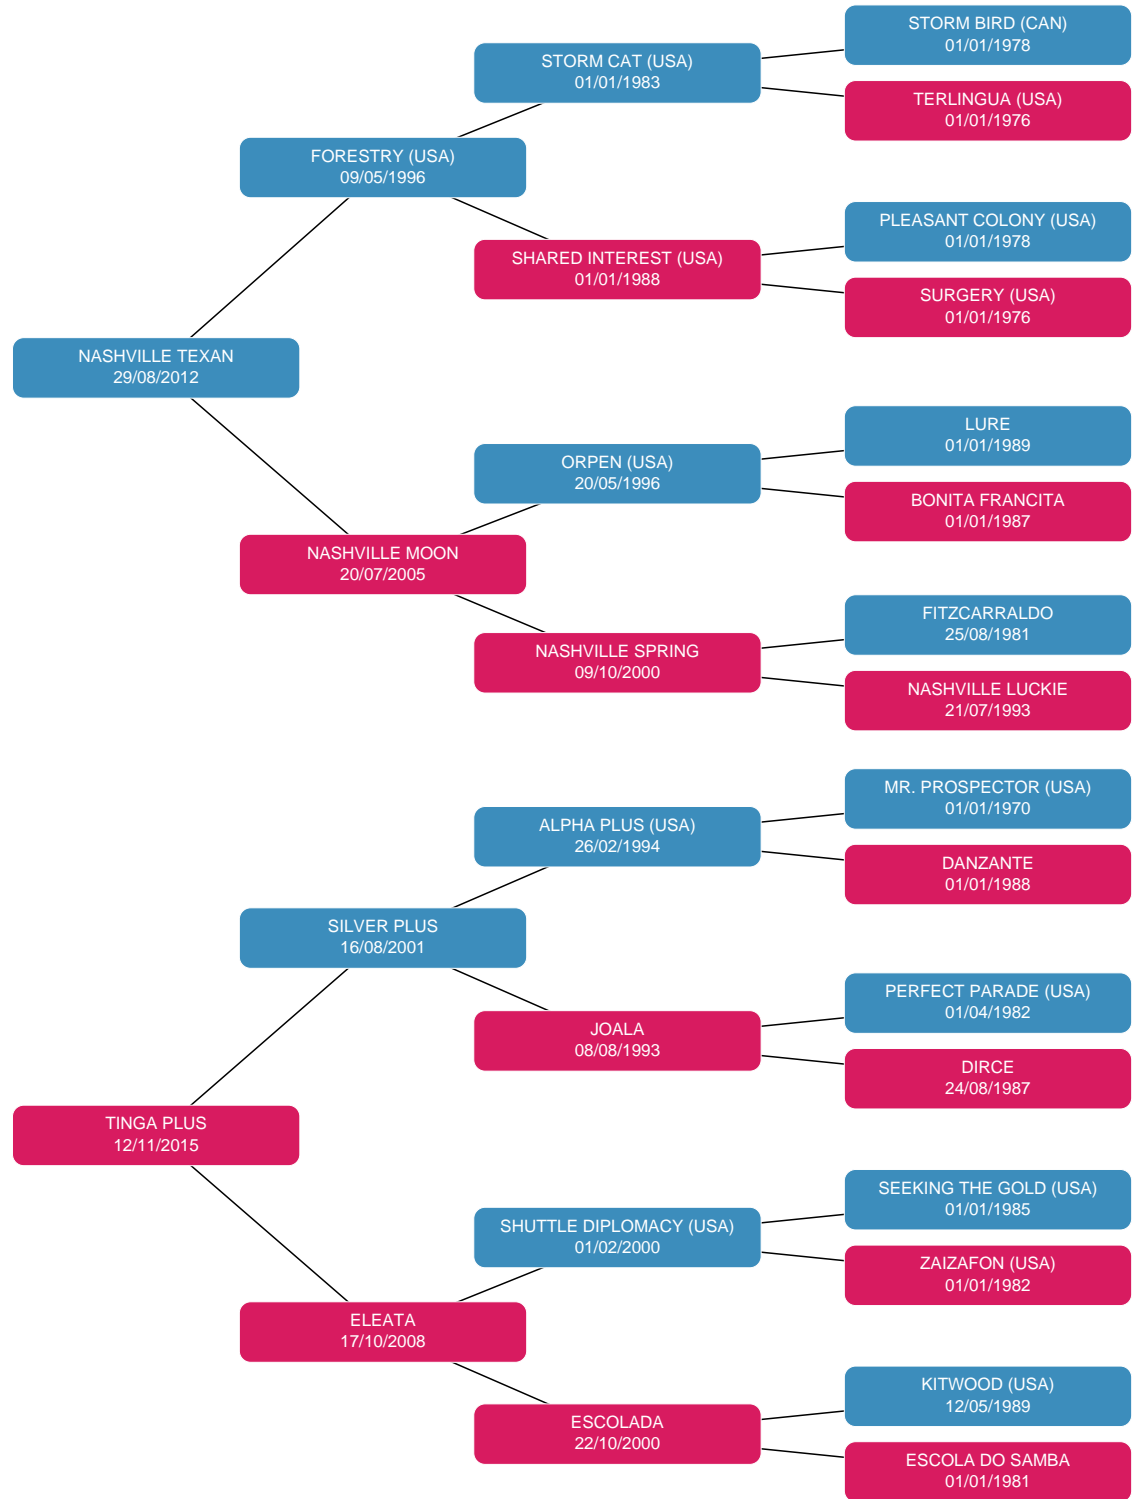 STORM BIRD (CAN)
01/01/1978
STORM CAT (USA)
01/01/1983
TERLINGUA (USA)
01/01/1976
FORESTRY (USA)
09/05/1996
PLEASANT COLONY (USA)
01/01/1978
SHARED INTEREST (USA)
01/01/1988
SURGERY (USA)
01/01/1976
NASHVILLE TEXAN
29/08/2012
LURE
01/01/1989
ORPEN (USA)
20/05/1996
BONITA FRANCITA
01/01/1987
NASHVILLE MOON
20/07/2005
FITZCARRALDO
25/08/1981
NASHVILLE SPRING
09/10/2000
NASHVILLE LUCKIE
21/07/1993
MR. PROSPECTOR (USA)
01/01/1970
ALPHA PLUS (USA)
26/02/1994
DANZANTE
01/01/1988
SILVER PLUS
16/08/2001
PERFECT PARADE (USA)
01/04/1982
JOALA
08/08/1993
DIRCE
24/08/1987
TINGA PLUS
12/11/2015
SEEKING THE GOLD (USA)
01/01/1985
SHUTTLE DIPLOMACY (USA)
01/02/2000
ZAIZAFON (USA)
01/01/1982
ELEATA
17/10/2008
KITWOOD (USA)
12/05/1989
ESCOLADA
22/10/2000
ESCOLA DO SAMBA
01/01/1981